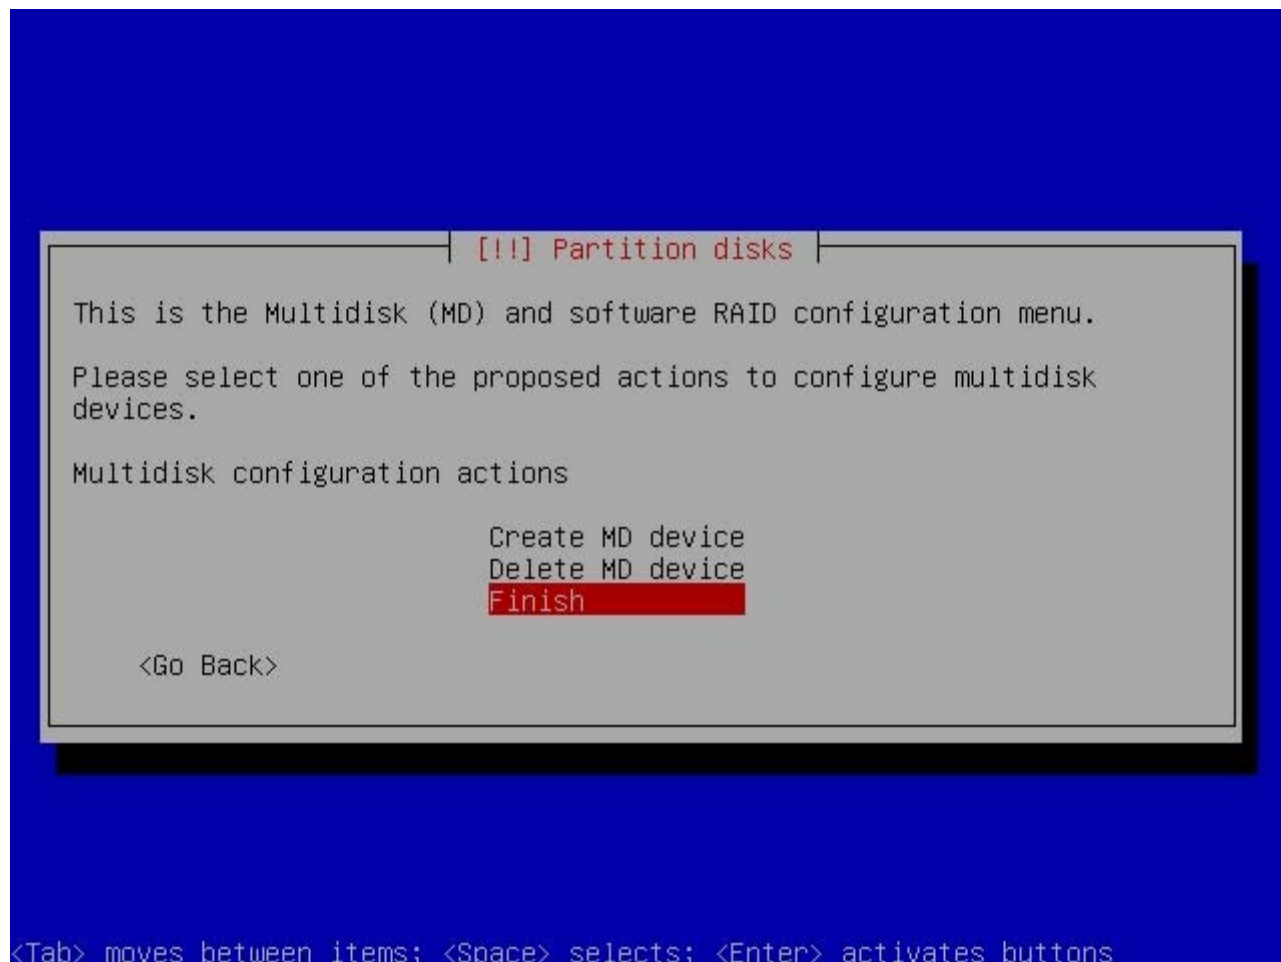 [!!] Partition disks
This is the Multidisk (MD) and software RAID configuration menu.
Please select one of the proposed actions to configure multidisk
devices.
Multidisk configuration actions
Create MD device
Delete MD device
Finish
<Go Back>
<Tab> moves between items; <Space> selects; <Enter> activates buttons